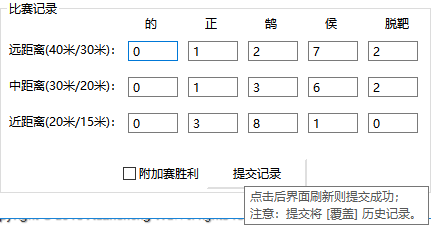 比赛记录
的 正 鹄 侯 脱靶
远距离(40米/30米): 0 1 2 7 2
中距离(30米/20米): 0 1 3 6 2
近距离(20米/15米): 0 3 8 1 0
附加赛胜利 提交记录
点击后界面刷新则提交成功；
注意：提交将 [覆盖] 历史记录。